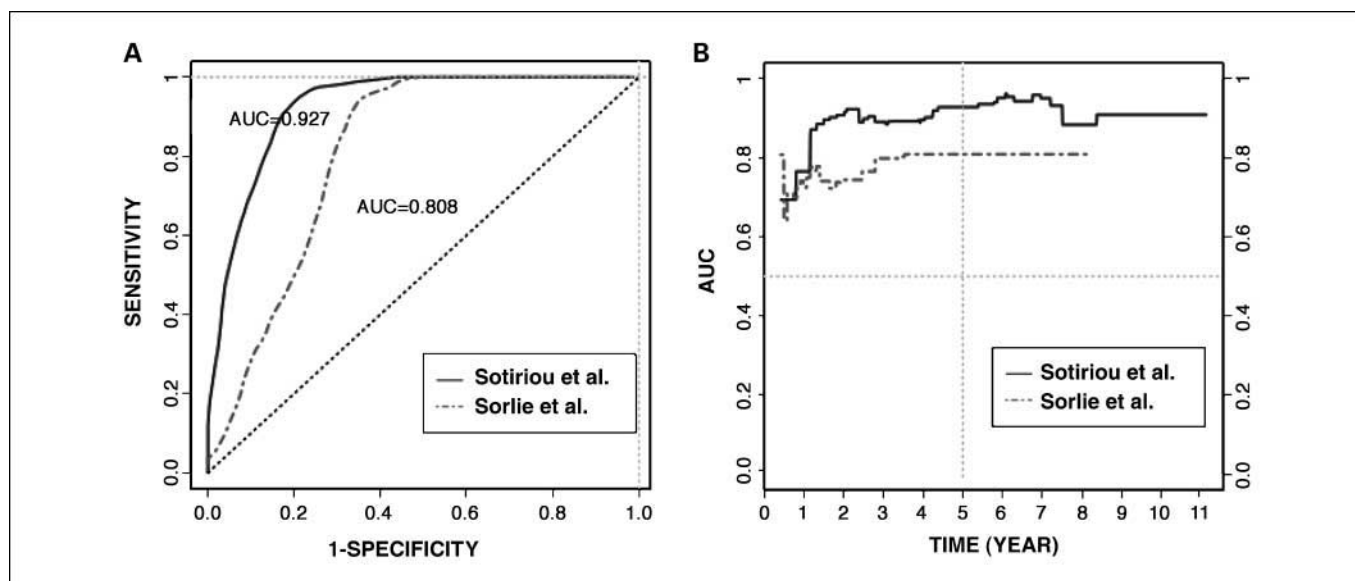 A
SENSITIVITY
1
0.8
0.6
0.4
0.2
0.0
AUC=0.927
AUC=0.808
Sotiriou et al.
Sorlie et al.
0.0 0.2 0.4 0.6 0.8 1.0
1-SPECIFICITY
B
AUC
1
0.8
0.6
0.4
0.2
0.0
Sotiriou et al.
Sorlie et al.
1
0.8
0.6
0.4
0.2
0.0
0 1 2 3 4 5 6 7 8 9 10 11
TIME (YEAR)